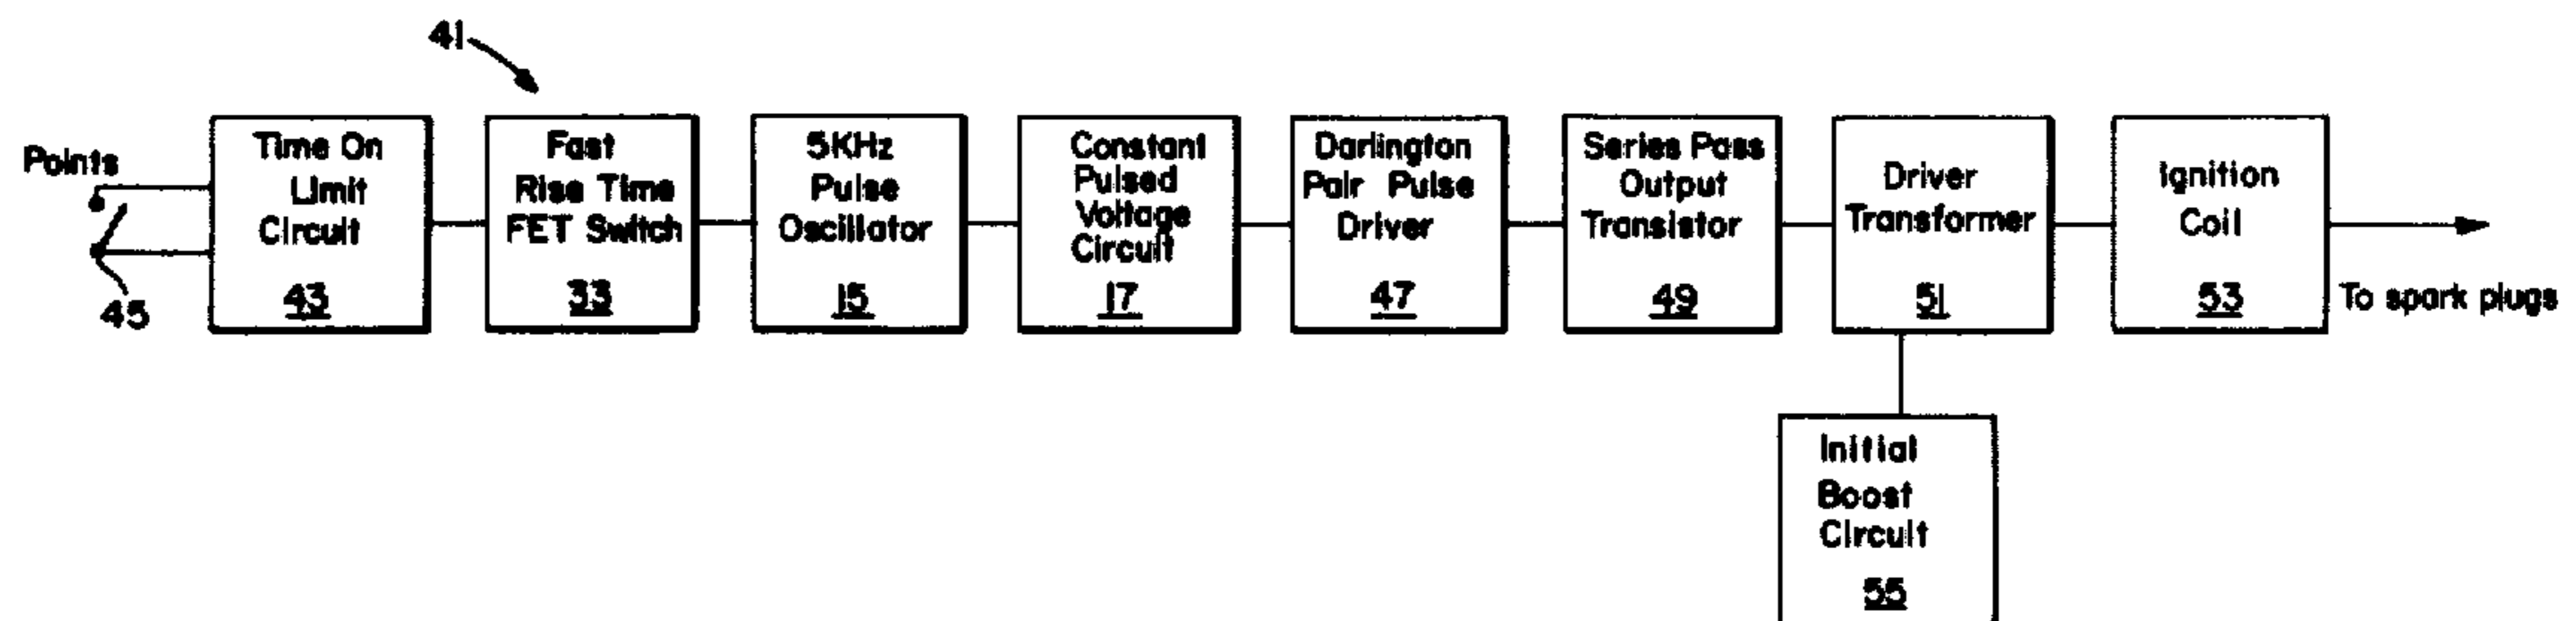 41
Points
45
Time On
Limit
Circuit
43
Fast
Rise Time
FET Switch
33
5KHz
Pulse
Oscillator
15
Constant
Pulsed
Voltage
Circuit
17
Darlington
Pair Pulse
Driver
47
Series Pass
Output
Transistor
49
Driver
Transformer
51
Ignition
Coil
53
To spark plugs
Initial
Boost
Circuit
55